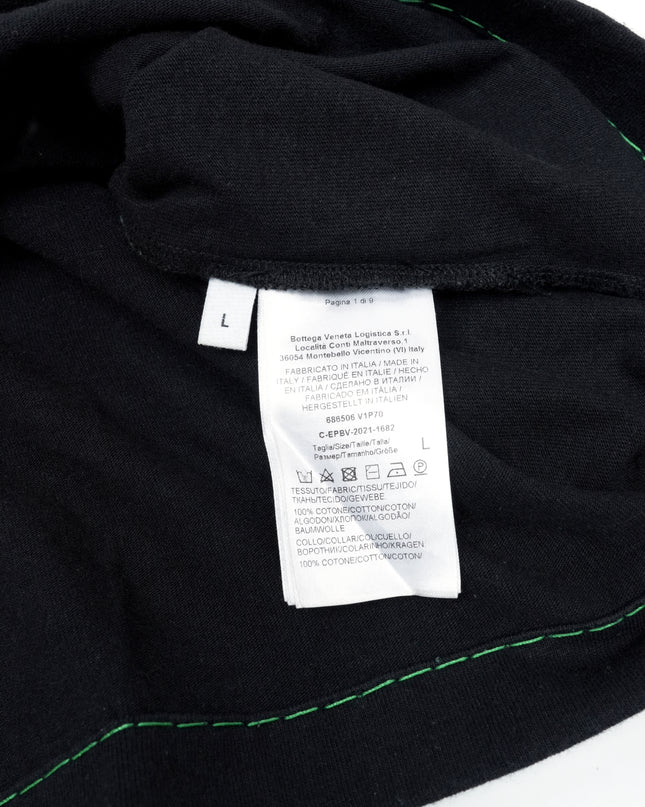 L
Pagina 1 di 9
Bottega Veneta Logistica S.r.l.
Località Conti Maltraverso,1
36054 Montebello Vicentino (VI) Italy
FABBRICATO IN ITALIA / MADE IN
ITALY / FABRIQUÉ EN ITALIE / HECHO
EN ITALIA / СДЕЛАНО В ИТАЛИИ /
FABRICADO EM ITÁLIA /
HERGESTELLT IN ITALIEN
686506 V1P70
C-EPBV-2021-1682
Taglia/Size/Taille/Talla/
Размер/Tamanho/Größe L
TESSUTO/FABRIC/TISSU/TEJIDO/
ТКАНЬ/TECIDO/GEWEBE
100% COTONE/COTTON/COTON/
ALGODON/ХЛОПОК/ALGODÃO/
BAUMWOLLE
COLLO/COLLAR/COL/CUELLO/
ВОРОТНИК/COLARINHO/KRAGEN
100% COTONE/COTTON/COTON/